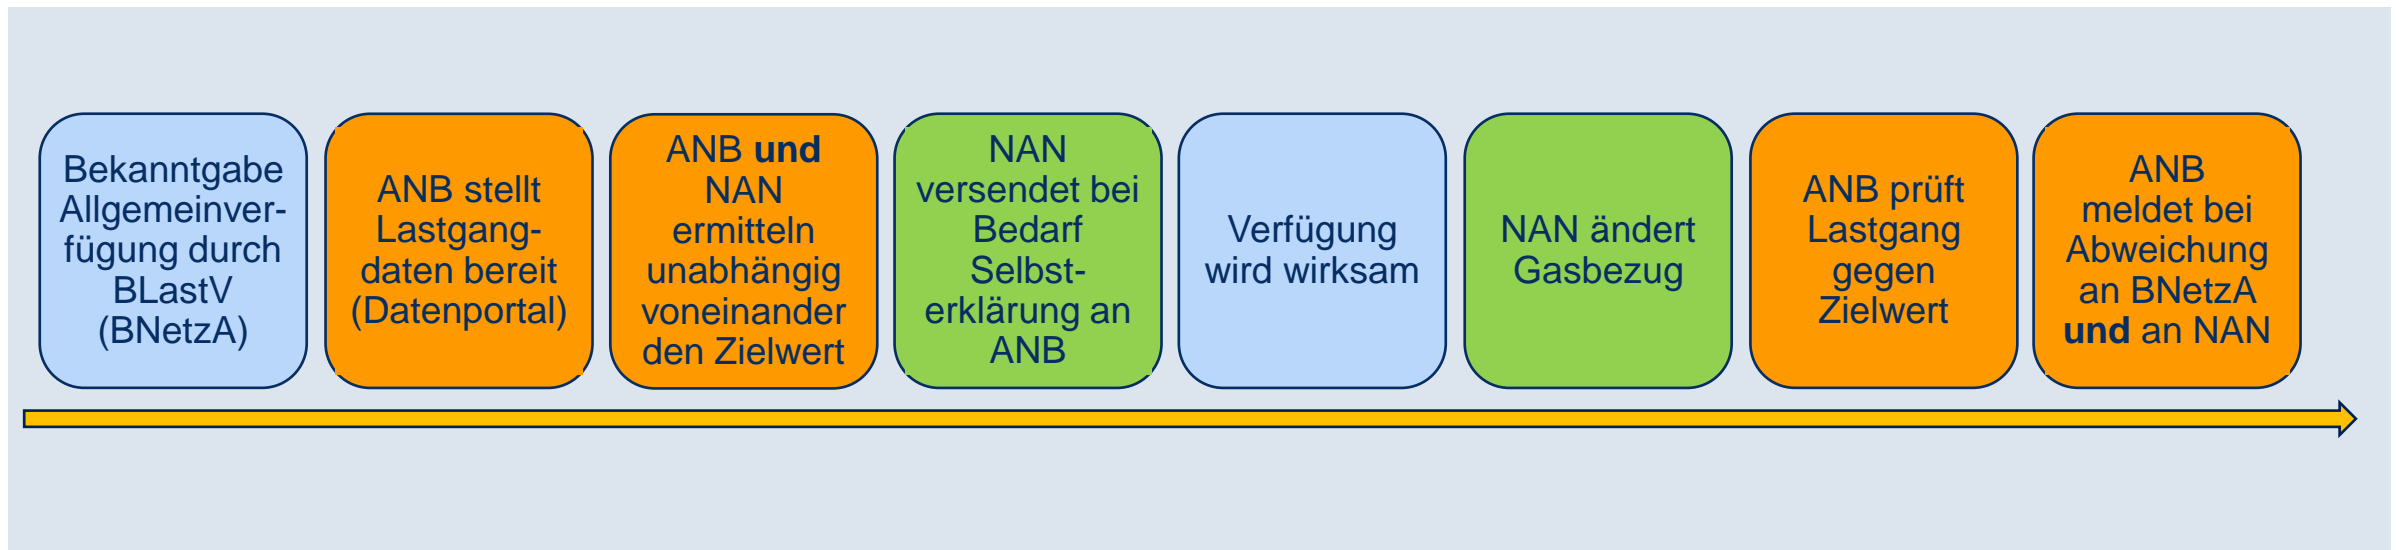 Bekanntgabe
Allgemeinver-
fügung durch
BLastV
(BNetzA)
ANB stellt
Lastgang-
daten bereit
(Datenportal)
ANB und
NAN
ermitteln
unabhängig
voneinander
den Zielwert
NAN
versendet bei
Bedarf
Selbst-
erklärung an
ANB
Verfügung
wird wirksam
NAN ändert
Gasbezug
ANB prüft
Lastgang
gegen
Zielwert
ANB
meldet bei
Abweichung
an BNetzA
und an NAN